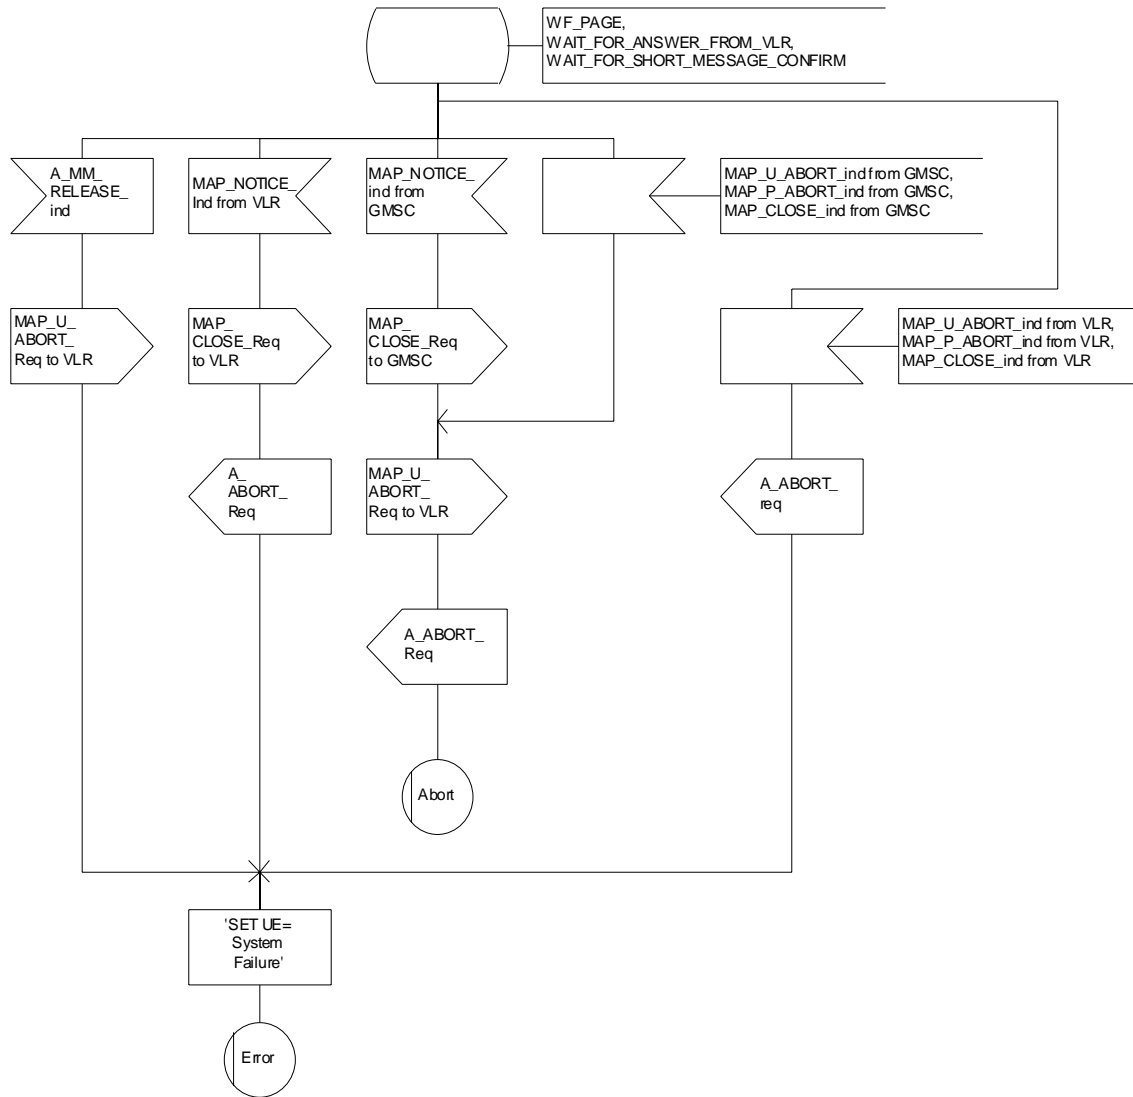 WF_PAGE,
WAIT_FOR_ANSWER_FROM_VLR,
WAIT_FOR_SHORT_MESSAGE_CONFIRM
A_MM_
RELEASE_
ind
MAP_NOTICE_
Ind from VLR
MAP_NOTICE_
ind from
GMSC
MAP_U_ABORT_ind from GMSC,
MAP_P_ABORT_ind from GMSC,
MAP_CLOSE_ind from GMSC
MAP_U_
ABORT_
Req to VLR
MAP_
CLOSE_Req
to VLR
MAP_
CLOSE_Req
to GMSC
MAP_U_ABORT_ind from VLR,
MAP_P_ABORT_ind from VLR,
MAP_CLOSE_ind from VLR
A_
ABORT_
Req
MAP_U_
ABORT_
Req to VLR
A_ABORT_
req
A_ABORT_
Req
Abort
'SET UE=
System
Failure'
Error